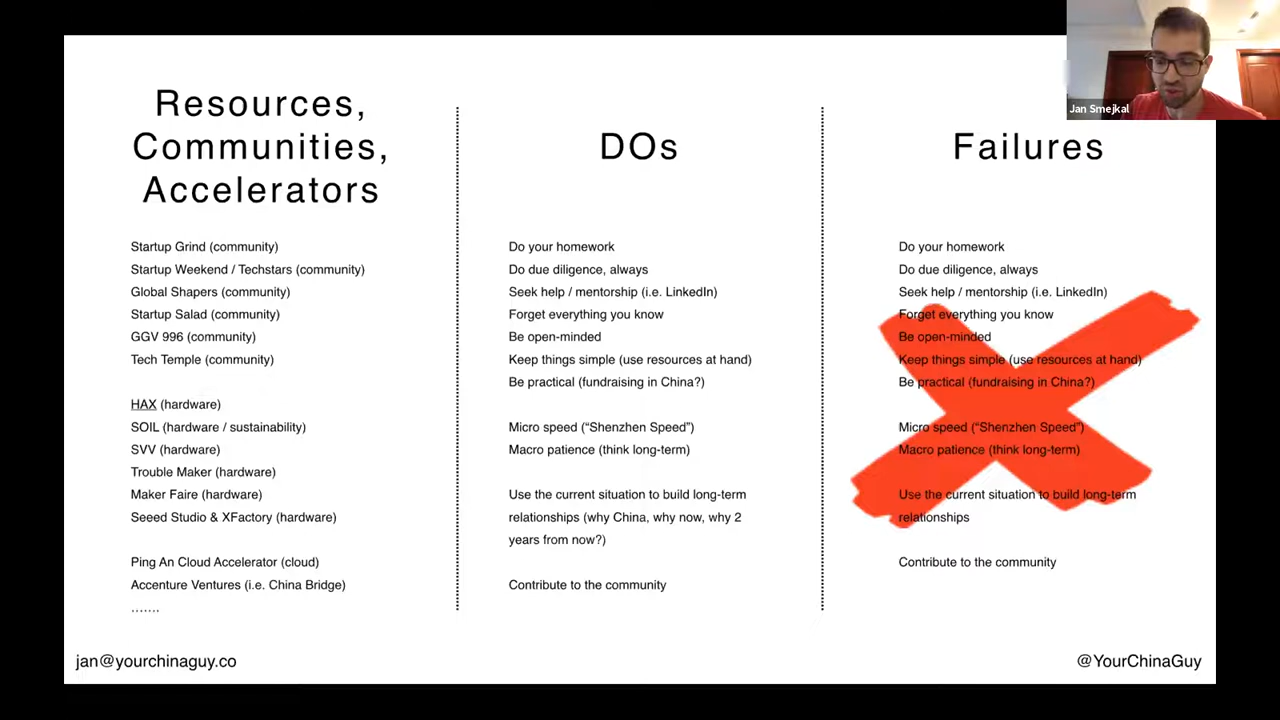 Jan Smejkal
Resources,
Communities,
Accelerators
Startup Grind (community)
Startup Weekend / Techstars (community)
Global Shapers (community)
Startup Salad (community)
GGV 996 (community)
Tech Temple (community)
HAX (hardware)
SOIL (hardware / sustainability)
SVV (hardware)
Trouble Maker (hardware)
Maker Faire (hardware)
Seeed Studio & XFactory (hardware)
Ping An Cloud Accelerator (cloud)
Accenture Ventures (i.e. China Bridge)
.......
DOs
Do your homework
Do due diligence, always
Seek help / mentorship (i.e. LinkedIn)
Forget everything you know
Be open-minded
Keep things simple (use resources at hand)
Be practical (fundraising in China?)
Micro speed (“Shenzhen Speed”)
Macro patience (think long-term)
Use the current situation to build long-term
relationships (why China, why now, why 2
years from now?)
Contribute to the community
Failures
Do your homework
Do due diligence, always
Seek help / mentorship (i.e. LinkedIn)
Forget everything you know
Be open-minded
Keep things simple (use resources at hand)
Be practical (fundraising in China?)
Micro speed (“Shenzhen Speed”)
Macro patience (think long-term)
Use the current situation to build long-term
relationships
Contribute to the community
jan@yourchinaguy.co
@YourChinaGuy